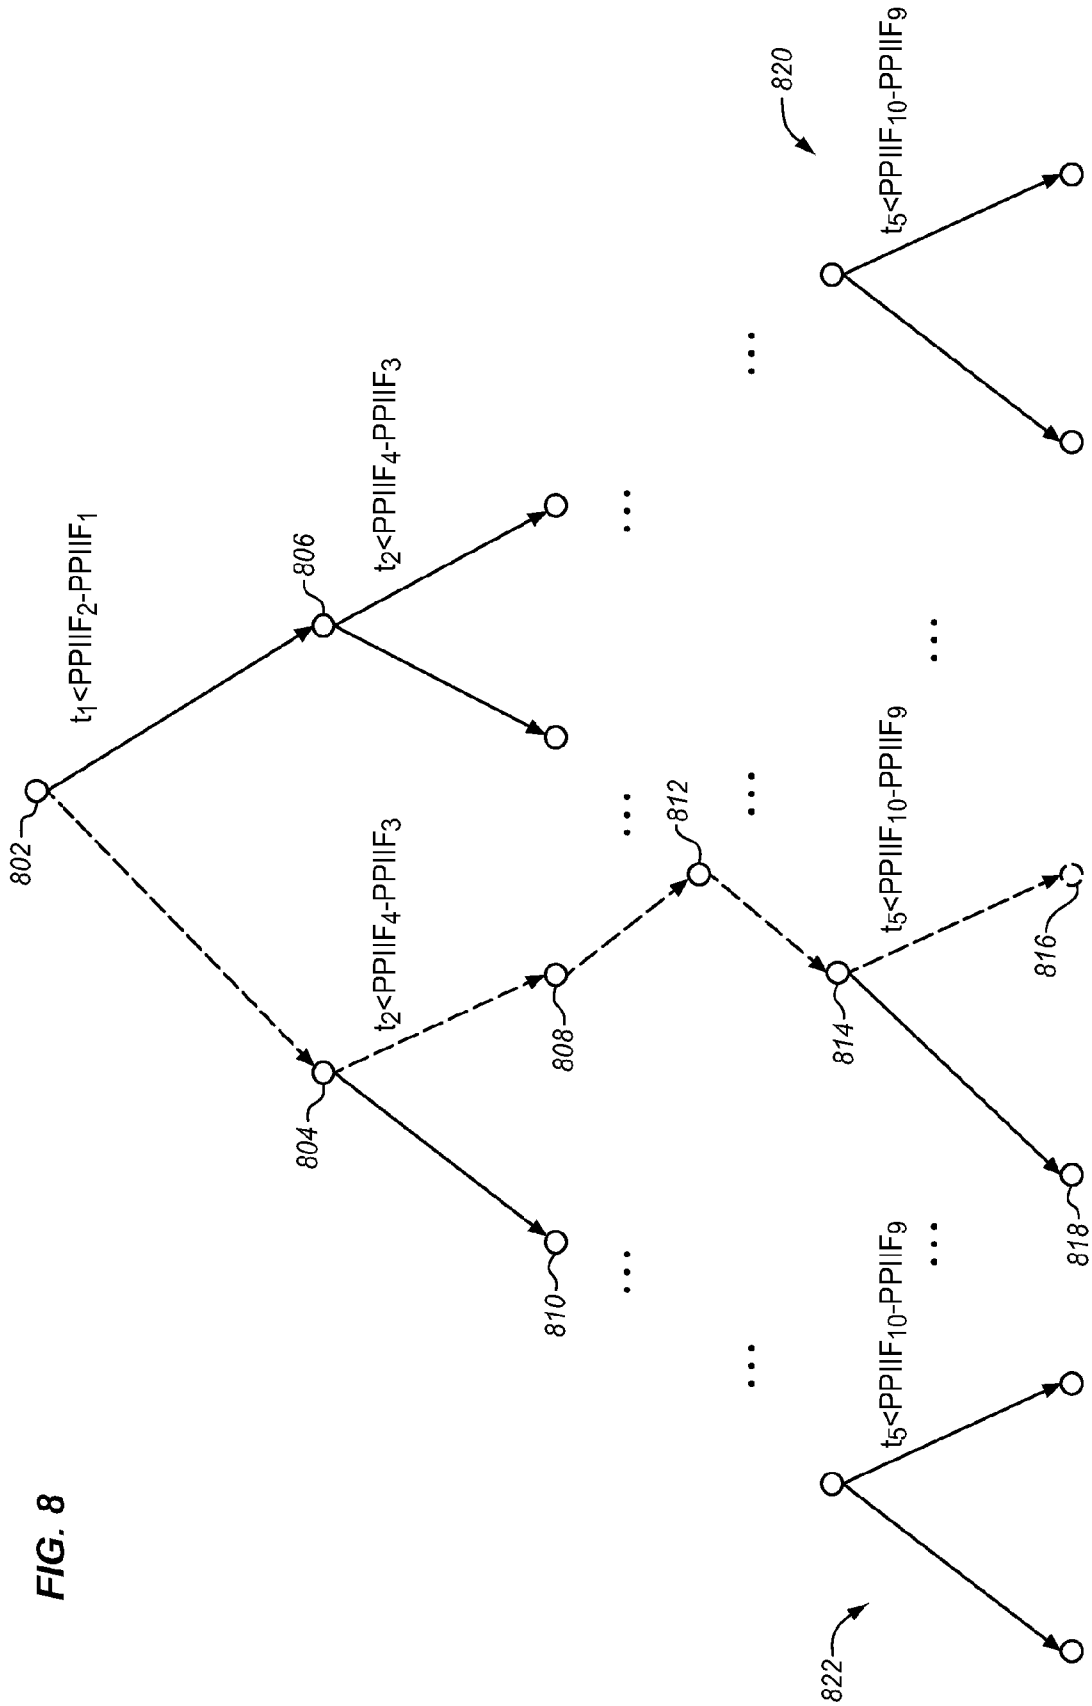 FIG. 8
802
t1<PPIIF2-PPIIF1
804
806
t2<PPIIF4-PPIIF3
t2<PPIIF4-PPIIF3
810
808
...
...
...
812
...
...
...
822
814
820
t5<PPIIF10-PPIIF9
t5<PPIIF10-PPIIF9
t5<PPIIF10-PPIIF9
...
...
818
816